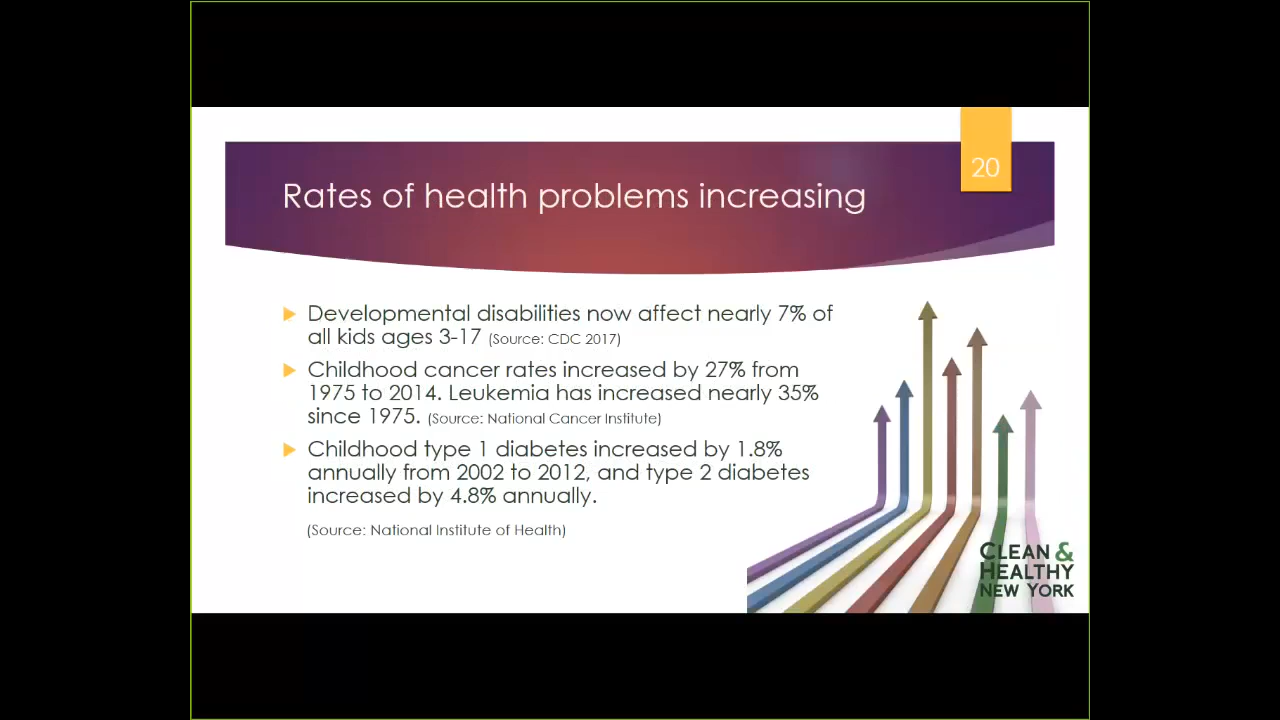 20
Rates of health problems increasing
Developmental disabilities now affect nearly 7% of
all kids ages 3-17 (Source: CDC 2017)
Childhood cancer rates increased by 27% from
1975 to 2014. Leukemia has increased nearly 35%
since 1975. (Source: National Cancer Institute)
Childhood type 1 diabetes increased by 1.8%
annually from 2002 to 2012, and type 2 diabetes
increased by 4.8% annually.
(Source: National Institute of Health)
CLEAN &
HEALTHY
NEW YORK